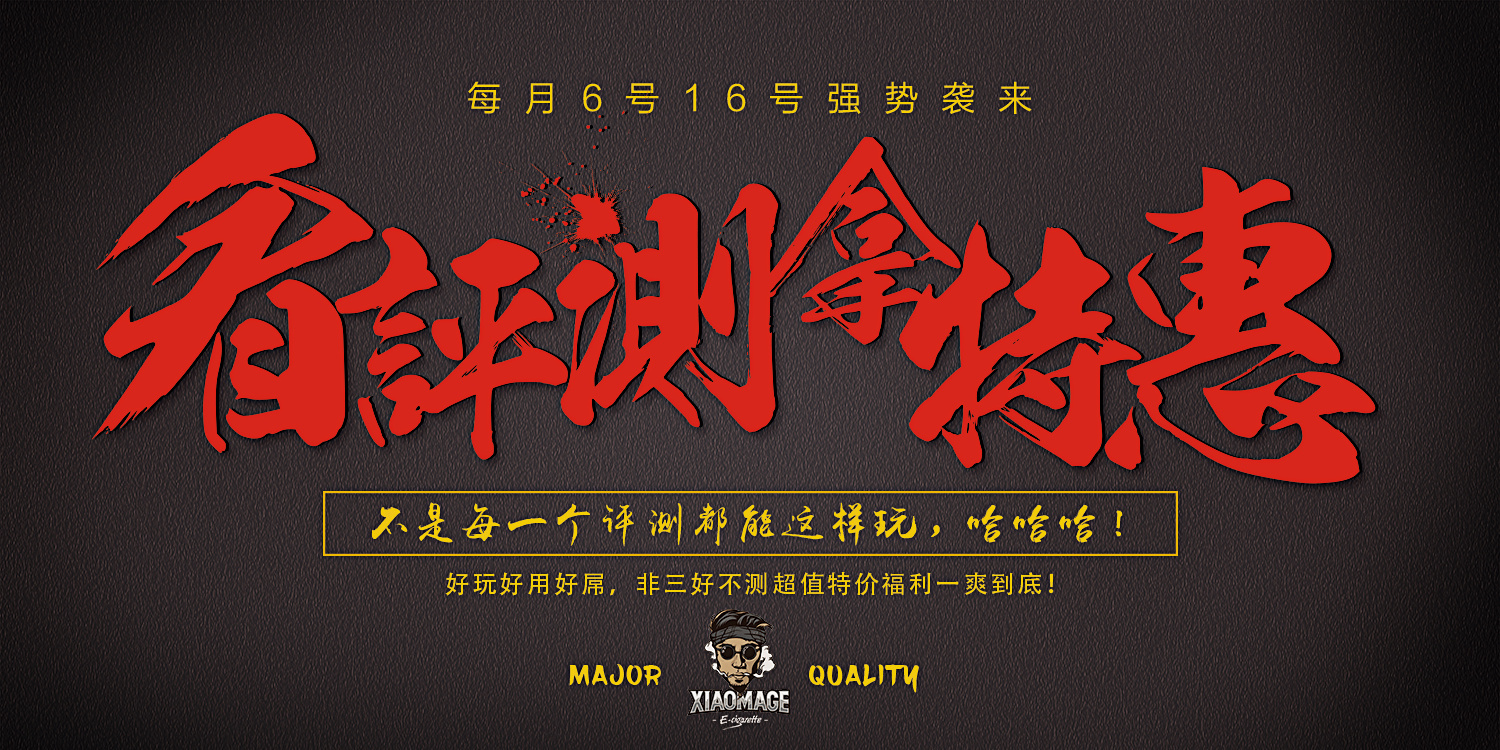 每月6号16号强势袭来
看評測拿特惠
不是每一个评测都能这样玩，哈哈哈！
好玩好用好屌，非三好不测超值特价福利一爽到底！
MAJOR QUALITY
XIAOMAGE
- E-cigarette -